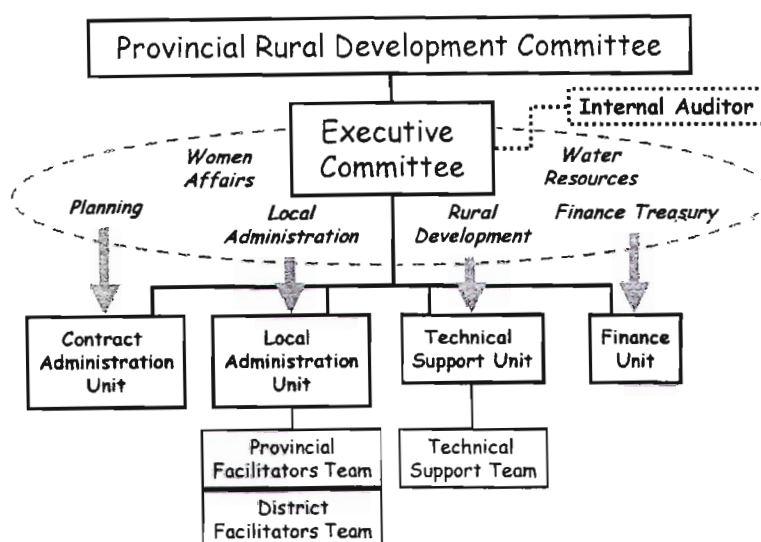 Provincial Rural Development Committee
Internal Auditor
Executive
Committee
Women
Affairs
Water
Resources
Planning
Local
Administration
Rural
Development
Finance Treasury
Contract
Administration
Unit
Local
Administration
Unit
Technical
Support Unit
Finance
Unit
Provincial
Facilitators Team
Technical
Support Team
District
Facilitators Team